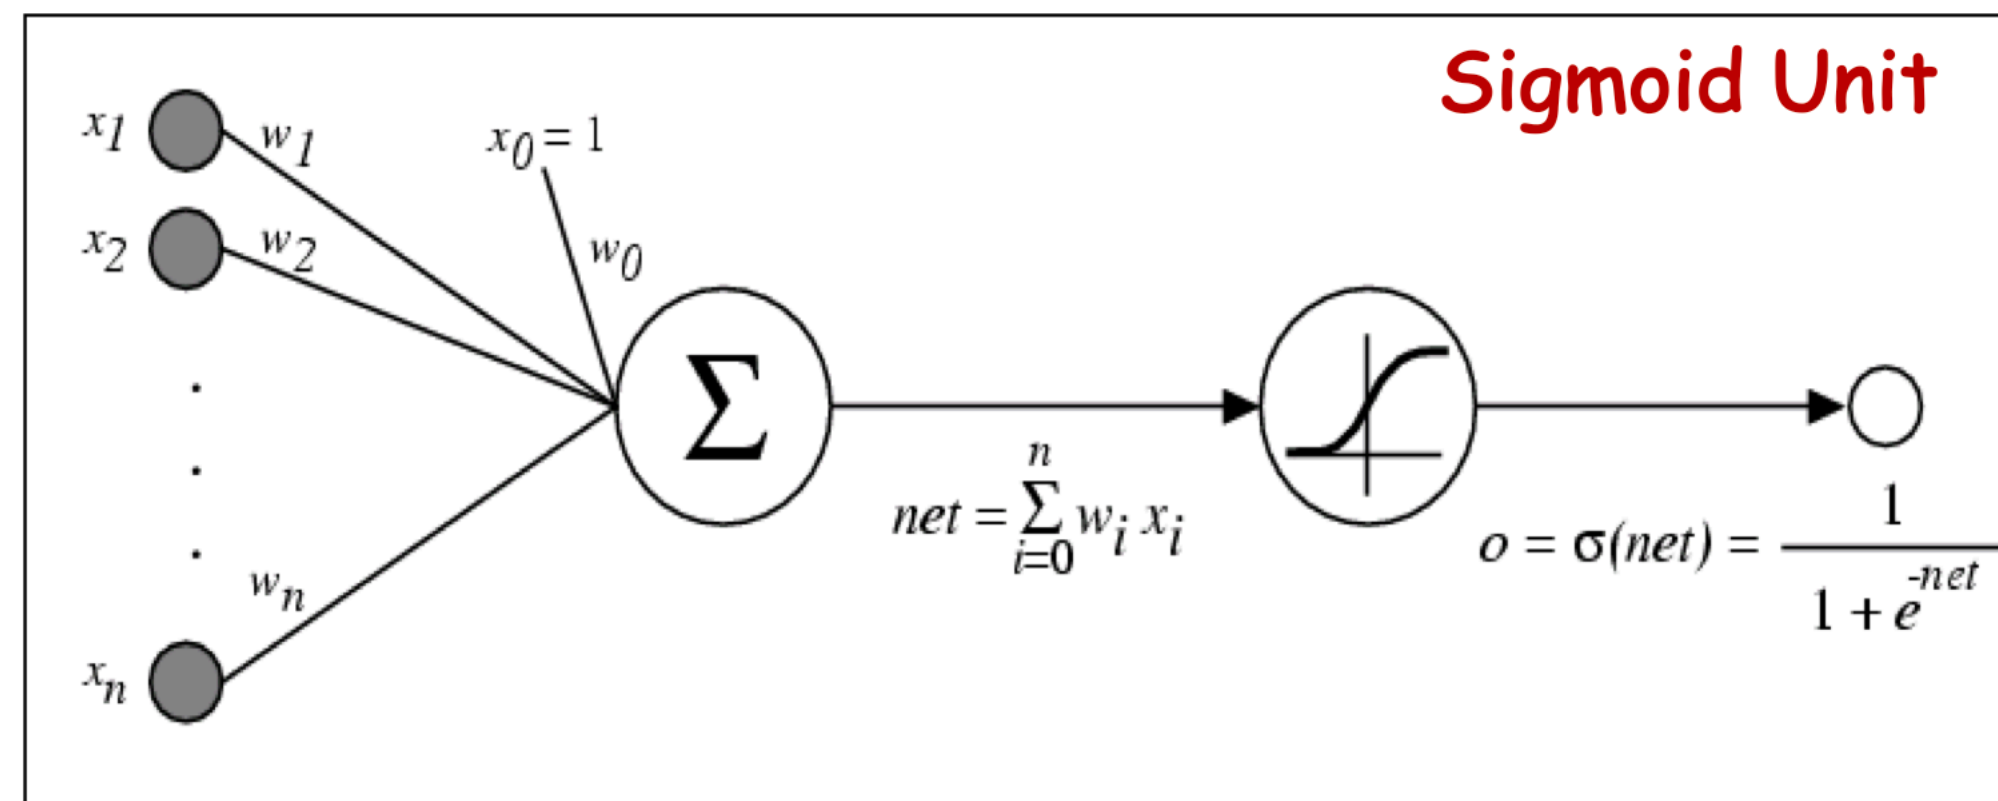 Sigmoid Unit
x1
w1
x0 = 1
x2
w2
w0
.
.
.
wn
xn
Σ
net = Σ wi xi
n
i=0
o = σ(net) = 1
1 + e^-net